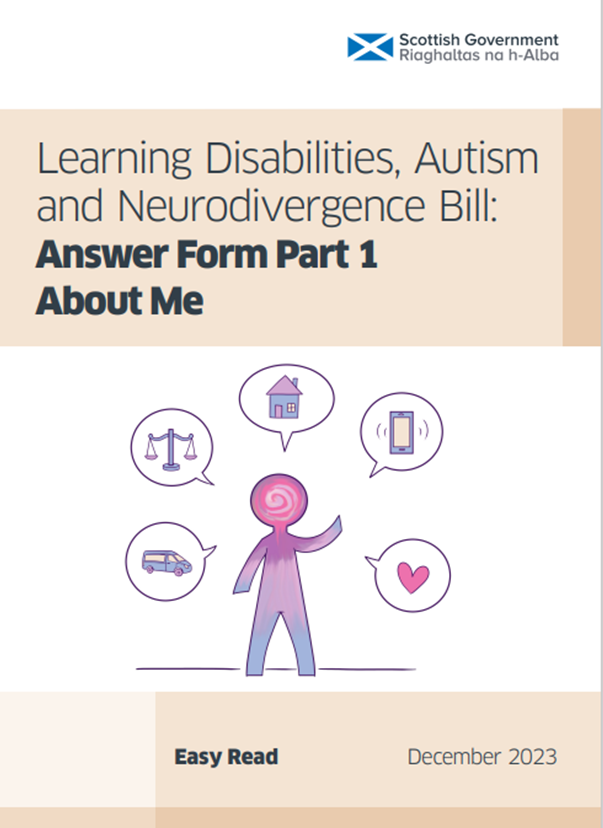 Scottish Government
Riaghaltas na h-Alba
Learning Disabilities, Autism
and Neurodivergence Bill:
Answer Form Part 1
About Me
Easy Read
December 2023